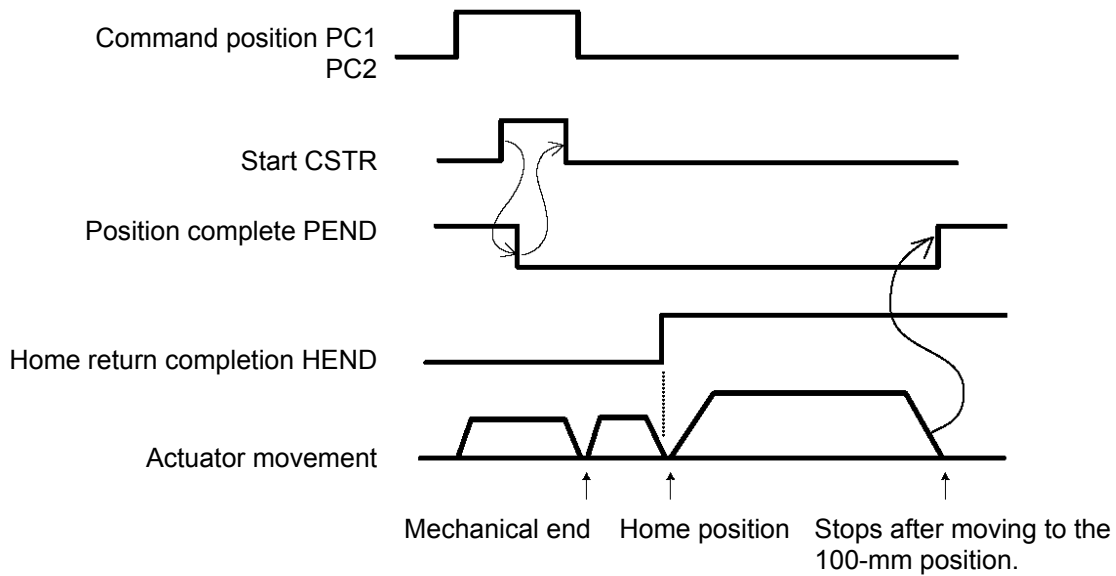 Command position PC1
PC2
Start CSTR
Position complete PEND
Home return completion HEND
Actuator movement
Mechanical end
Home position
Stops after moving to the
100-mm position.